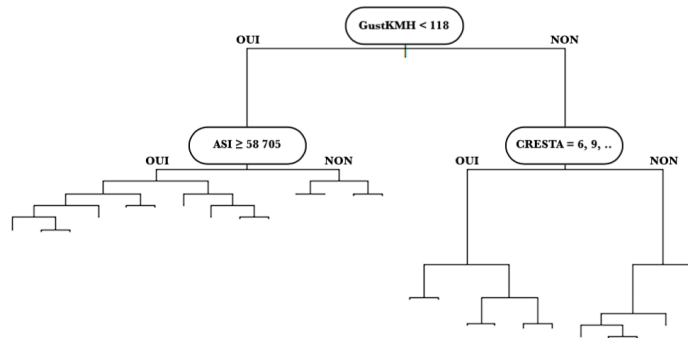 GustKMH < 118
OUI
NON
ASI ≥ 58 705
CRESTA = 6, 9, ..
OUI
NON
OUI
NON